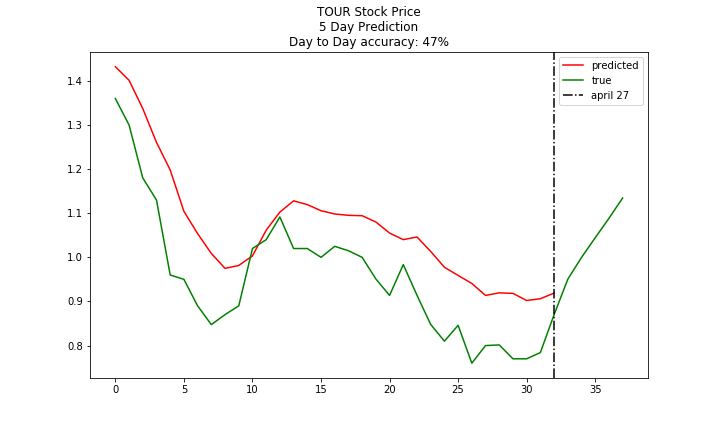 TOUR Stock Price
5 Day Prediction
Day to Day accuracy: 47%
predicted
true
april 27
1.4
1.3
1.2
1.1
1.0
0.9
0.8
0 5 10 15 20 25 30 35